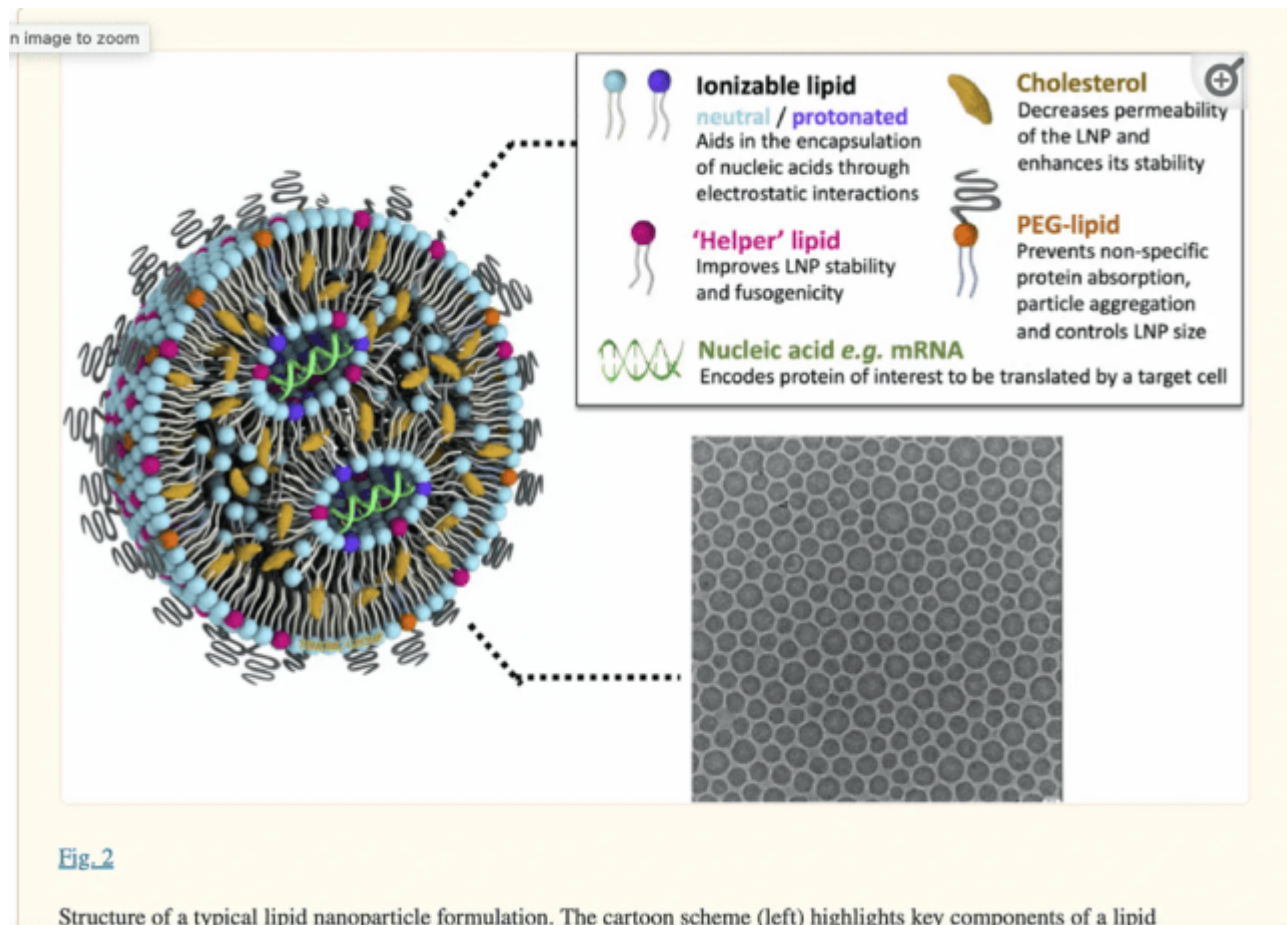 n image to zoom
Ionizable lipid
neutral / protonated
Aids in the encapsulation
of nucleic acids through
electrostatic interactions
Cholesterol
Decreases permeability
of the LNP and
enhances its stability
'Helper' lipid
Improves LNP stability
and fusogenicity
PEG-lipid
Prevents non-specific
protein absorption,
particle aggregation
and controls LNP size
Nucleic acid e.g. mRNA
Encodes protein of interest to be translated by a target cell
Fig. 2
Structure of a typical lipid nanoparticle formulation. The cartoon scheme (left) highlights key components of a lipid